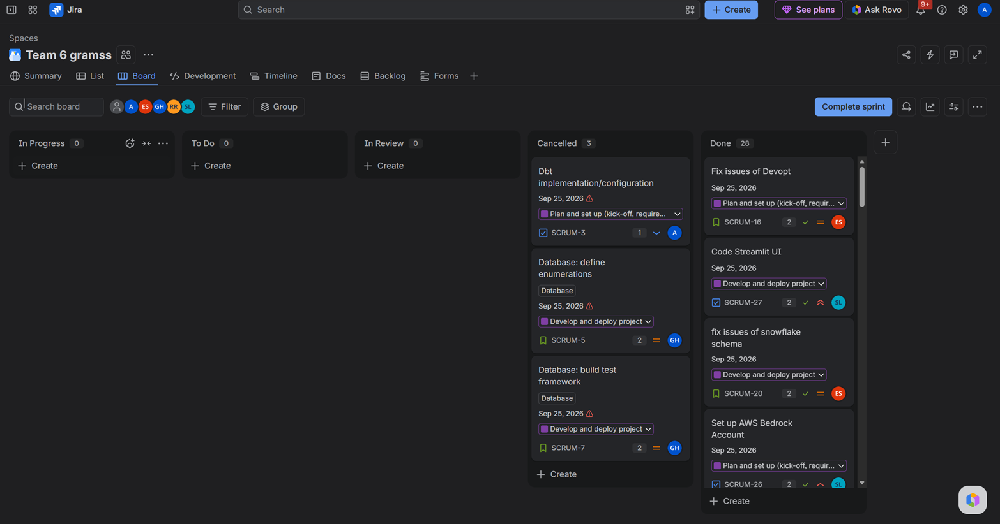 Jira
Search
Create
See plans
Ask Rovo
9+
A
Spaces
Team 6 gramss
Summary
List
Board
Development
Timeline
Docs
Backlog
Forms
Search board
A
ES
GH
RR
SL
Filter
Group
Complete sprint
In Progress 0
Create
To Do 0
Create
In Review 0
Create
Cancelled 3
Dbt
implementation/configuration
Sep 25, 2026
Plan and set up (kick-off, require...
SCRUM-3 1 A
Database: define
enumerations
Database
Sep 25, 2026
Develop and deploy project
SCRUM-5 2 GH
Database: build test
framework
Database
Sep 25, 2026
Develop and deploy project
SCRUM-7 2 GH
Create
Done 28
Fix issues of Devopt
Sep 25, 2026
Plan and set up (kick-off, requir...
SCRUM-16 2 ES
Code Streamlit UI
Sep 25, 2026
Develop and deploy project
SCRUM-27 2 SL
fix issues of snowflake
schema
Sep 25, 2026
Develop and deploy project
SCRUM-20 2 ES
Set up AWS Bedrock
Account
Sep 25, 2026
Plan and set up (kick-off, requir...
SCRUM-26 2 SL
Create